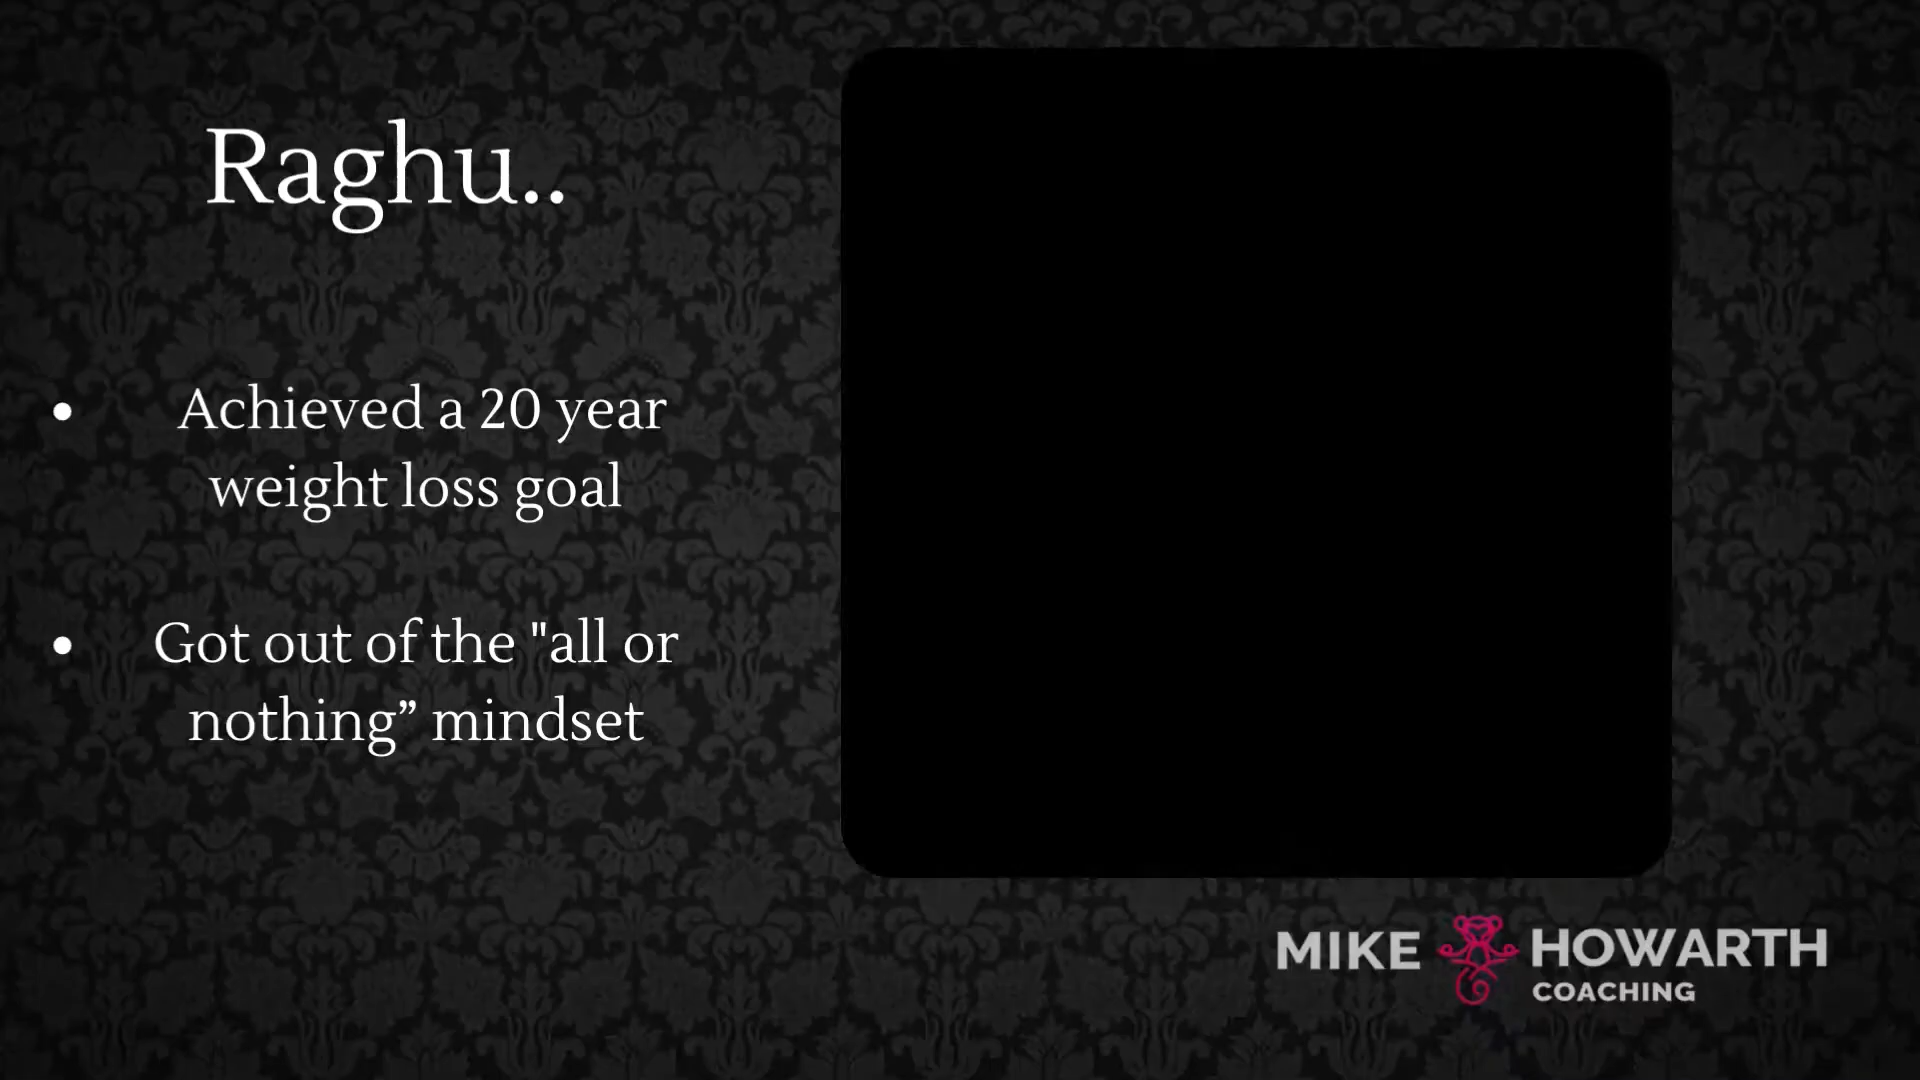 Raghu..
• Achieved a 20 year
weight loss goal
• Got out of the "all or
nothing” mindset
MIKE HOWARTH
COACHING